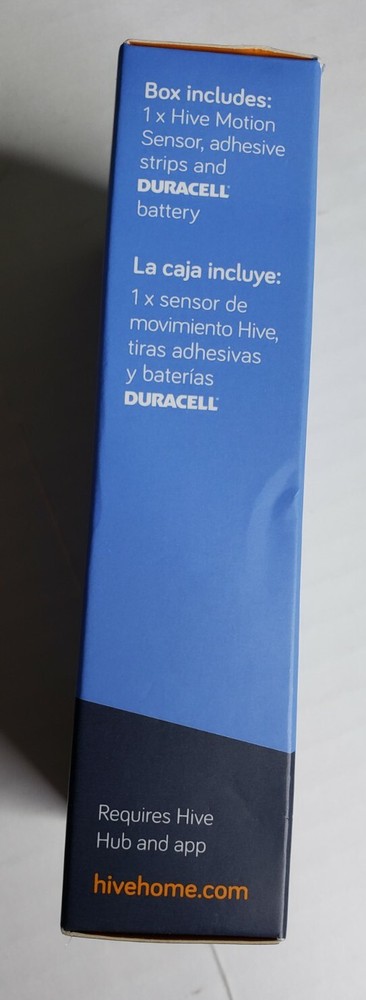 Box includes:
1 x Hive Motion
Sensor, adhesive
strips and
DURACELL
battery
La caja incluye:
1 x sensor de
movimiento Hive,
tiras adhesivas
y baterías
DURACELL
Requires Hive
Hub and app
hivehome.com